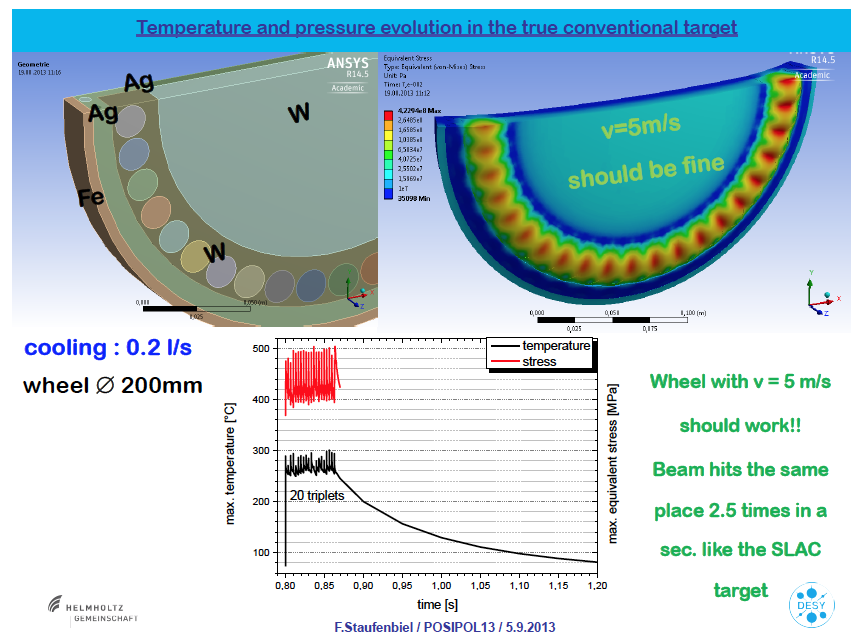 Temperature and pressure evolution in the true conventional target
Geometrie
19.08.2013 11:16
ANSYS
R14.5
Academic
Ag
Ag
W
Fe
W
0,000
0,050 (m)
0,025
Y
X
Z
Equivalent Stress
Type: Equivalent (von-Mises) Stress
Unit: Pa
19.08.2013 11:12
4,2294e8 Max
2,6485e8
1,6585e8
1,0385e8
6,5034e7
4,0725e7
2,5502e7
1,5969e7
1e7
35098 Min
ANSYS
R14.5
Academic
v=5m/s
should be fine
0,000
0,050
0,100 (m)
0,025
0,075
Y
X
Z
cooling : 0.2 l/s
wheel ∅ 200mm
temperature
stress
500
400
300
200
100
max. temperature [°C]
max. equivalent stress [MPa]
20 triplets
0,80 0,85 0,90 0,95 1,00 1,05 1,10 1,15 1,20
time [s]
Wheel with v = 5 m/s
should work!!
Beam hits the same
place 2.5 times in a
sec. like the SLAC
target
HELMHOLTZ
GEMEINSCHAFT
DESY
F.Staufenbiel / POSIPOL13 / 5.9.2013